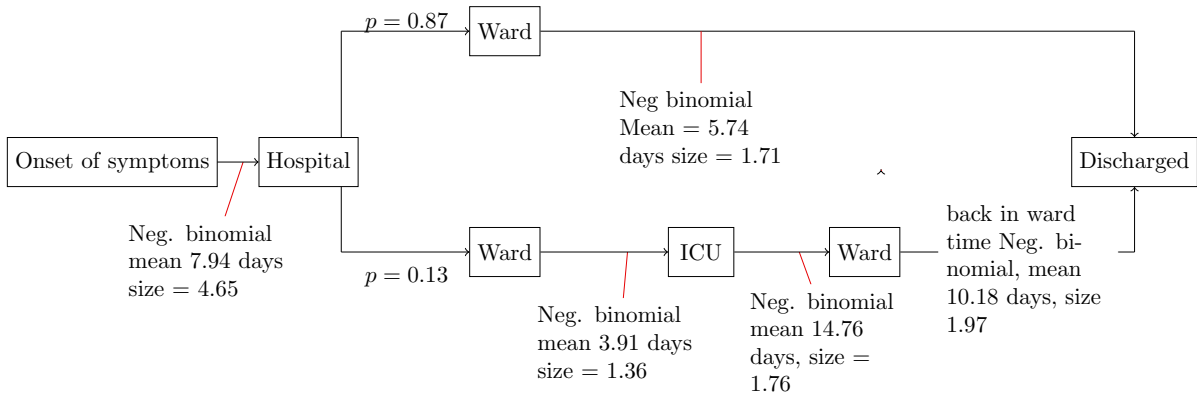 p = 0.87
Ward
Neg binomial
Mean = 5.74
days size = 1.71
Onset of symptoms
Hospital
Discharged
Neg. binomial
mean 7.94 days
size = 4.65
p = 0.13
Ward
ICU
Ward
back in ward
time Neg. bi-
nomial, mean
10.18 days, size
1.97
Neg. binomial
mean 3.91 days
size = 1.36
Neg. binomial
mean 14.76
days, size =
1.76